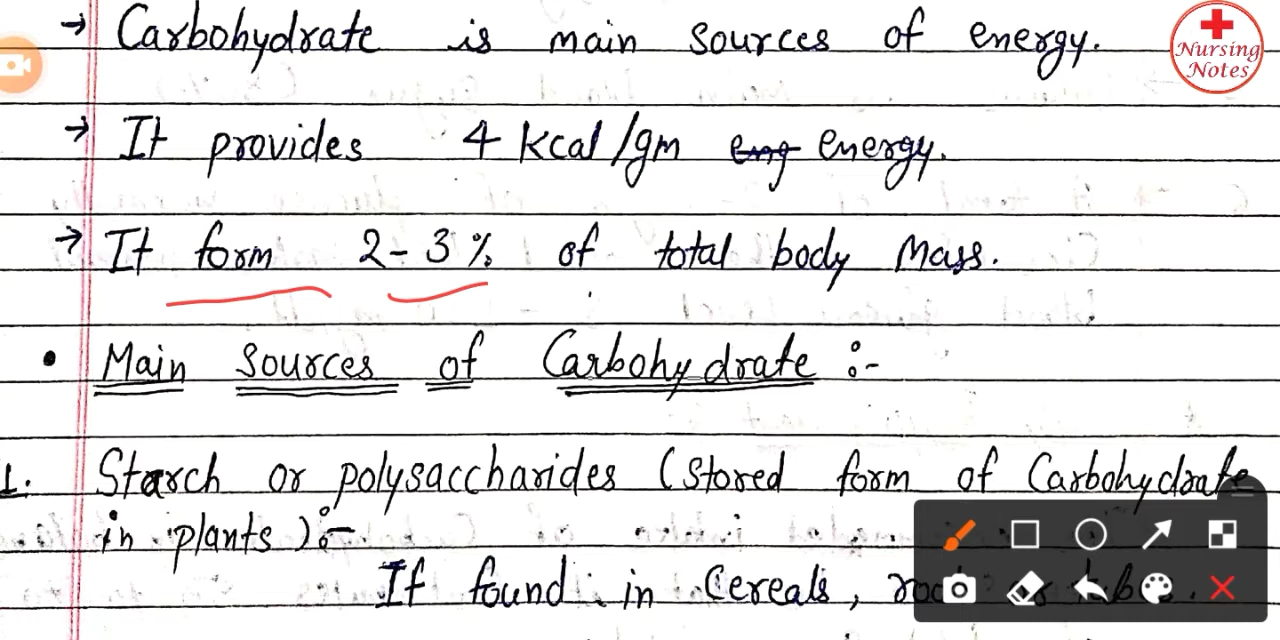 → Carbohydrate is main sources of energy.
Nursing
Notes
→ It provides 4 kcal/gm eng energy.
→ It form 2-3% of total body Mass.
• Main Sources of Carbohydrate :-
1. Starch or polysaccharides (Stored form of Carbohydrate
in plants ):-
If found in Cereals,